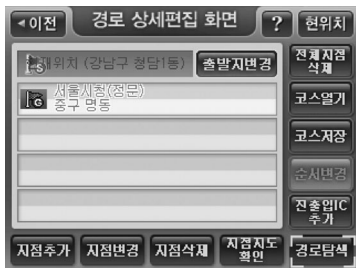 이전
경로 상세편집 화면
?
현위치
현재위치 (강남구 청담1동)
출발지변경
전체지점
삭제
S
G
서울시청(정문)
중구 명동
코스열기
코스저장
순서변경
진출입IC
추가
지점추가
지점변경
지점삭제
지점지도
확인
경로탐색